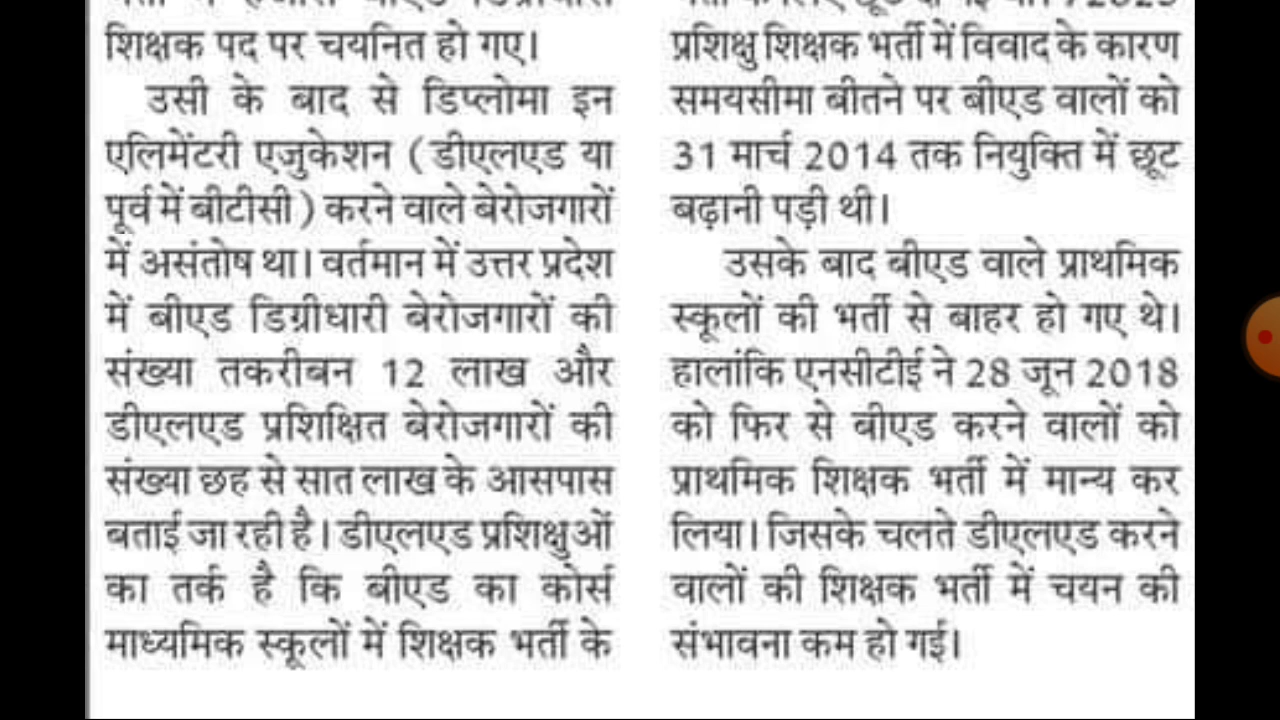 शिक्षक पद पर चयनित हो गए।
उसी के बाद से डिप्लोमा इन
एलिमेंटरी एजुकेशन (डीएलएड या
पूर्व में बीटीसी) करने वाले बेरोजगारों
में असंतोष था। वर्तमान में उत्तर प्रदेश
में बीएड डिग्रीधारी बेरोजगारों की
संख्या तकरीबन 12 लाख और
डीएलएड प्रशिक्षित बेरोजगारों की
संख्या छह से सात लाख के आसपास
बताई जा रही है। डीएलएड प्रशिक्षुओं
का तर्क है कि बीएड का कोर्स
माध्यमिक स्कूलों में शिक्षक भर्ती के
प्रशिक्षु शिक्षक भर्ती में विवाद के कारण
समयसीमा बीतने पर बीएड वालों को
31 मार्च 2014 तक नियुक्ति में छूट
बढ़ानी पड़ी थी।
उसके बाद बीएड वाले प्राथमिक
स्कूलों की भर्ती से बाहर हो गए थे।
हालांकि एनसीटीई ने 28 जून 2018
को फिर से बीएड करने वालों को
प्राथमिक शिक्षक भर्ती में मान्य कर
लिया। जिसके चलते डीएलएड करने
वालों की शिक्षक भर्ती में चयन की
संभावना कम हो गई।